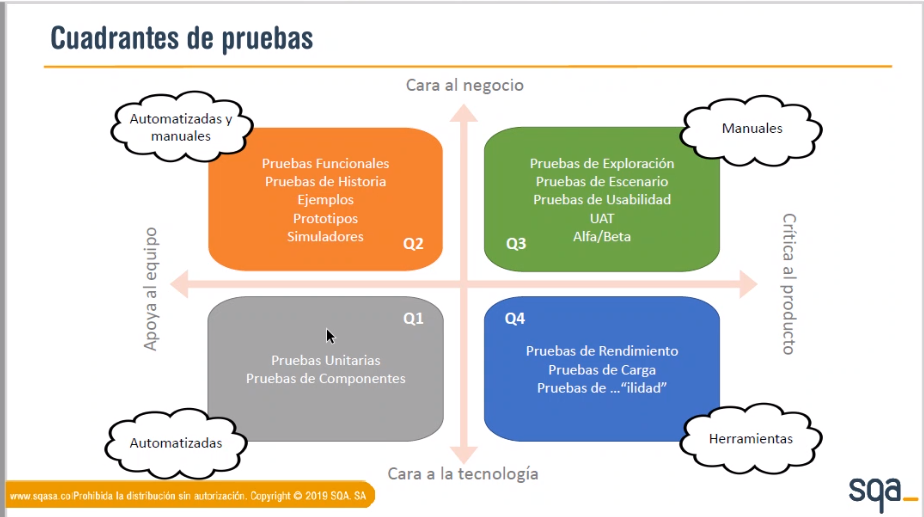 Cuadrantes de pruebas
Cara al negocio
Automatizadas y
manuales
Manuales
Pruebas Funcionales
Pruebas de Historia
Ejemplos
Prototipos
Simuladores
Q2
Pruebas de Exploración
Pruebas de Escenario
Pruebas de Usabilidad
UAT
Alfa/Beta
Q3
Apoya al equipo
Crítica al producto
Q1
Pruebas Unitarias
Pruebas de Componentes
Q4
Pruebas de Rendimiento
Pruebas de Carga
Pruebas de ..."ilidad"
Automatizadas
Herramientas
Cara a la tecnología
www.sqasa.co|Prohibida la distribución sin autorización. Copyright © 2019 SQA. SA
sqa_